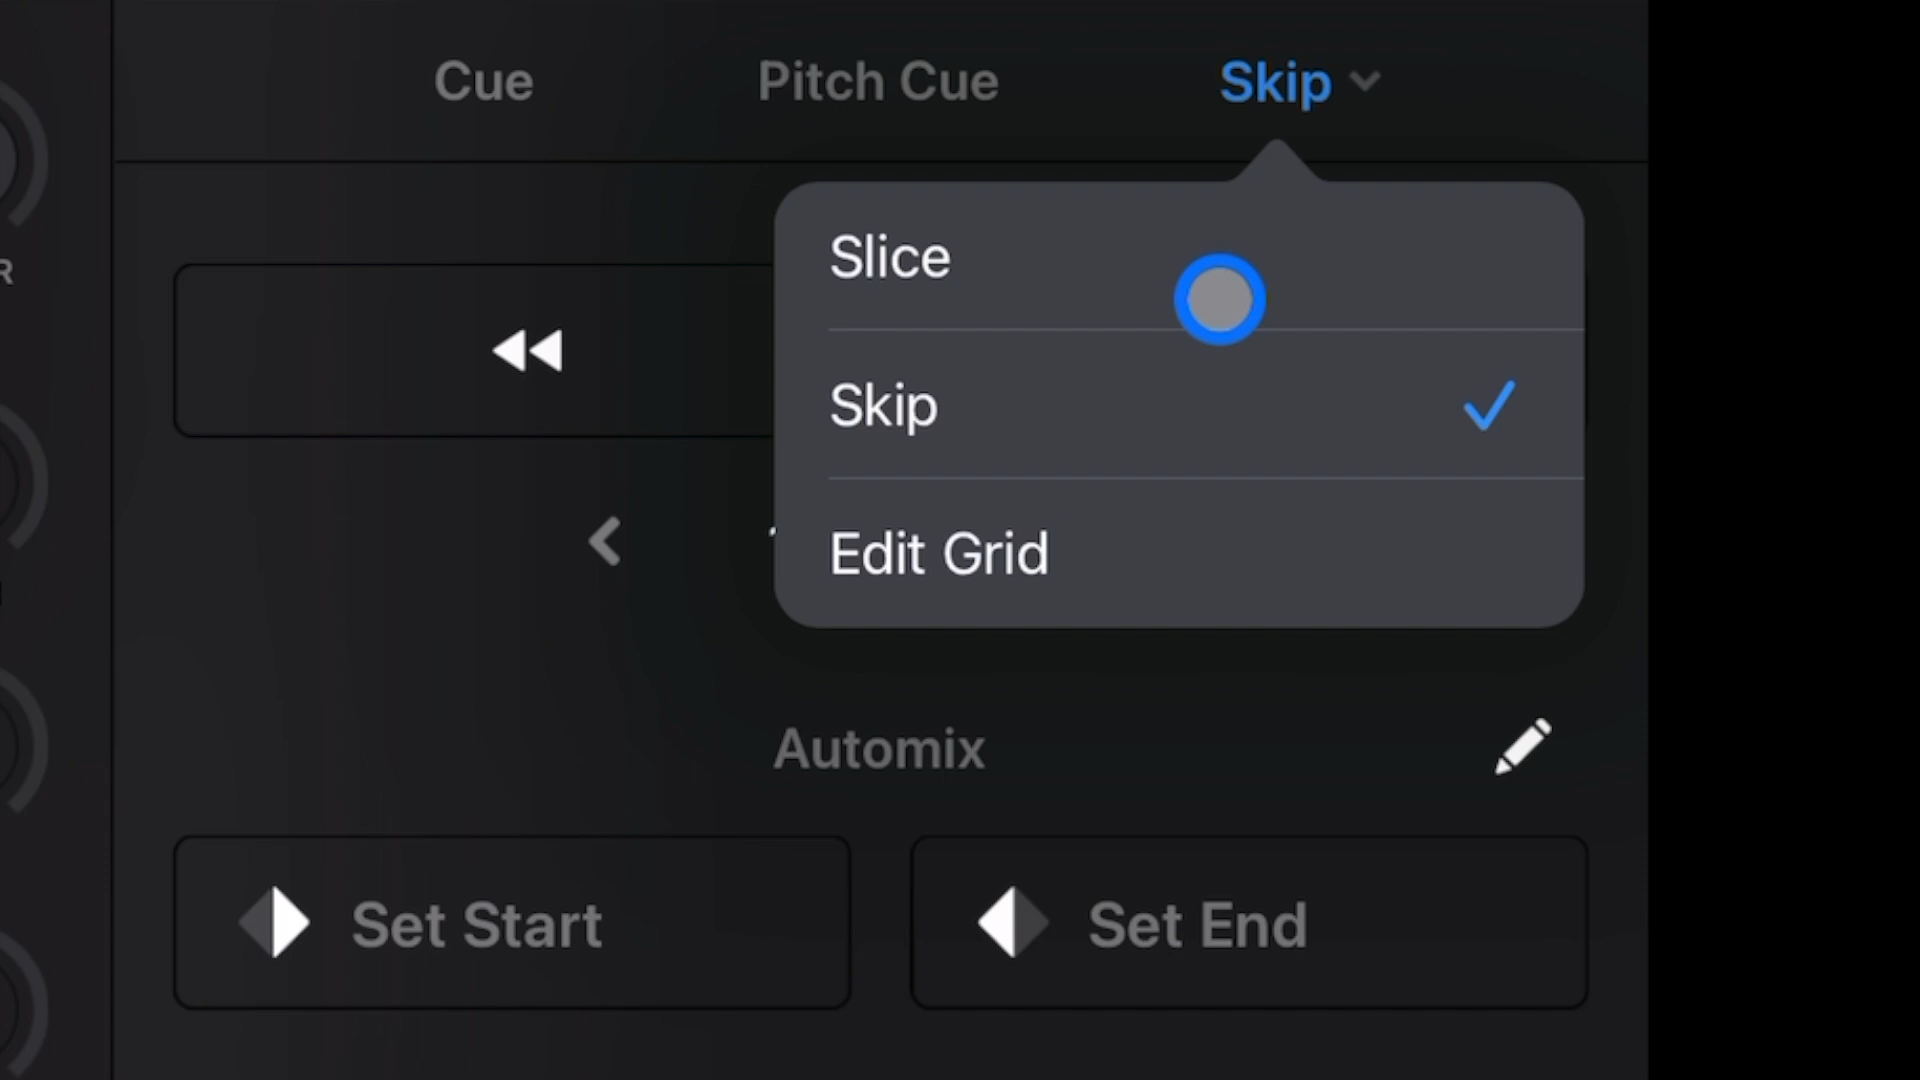 Cue
Pitch Cue
Skip
R
Slice
Skip
Edit Grid
Automix
Set Start
Set End